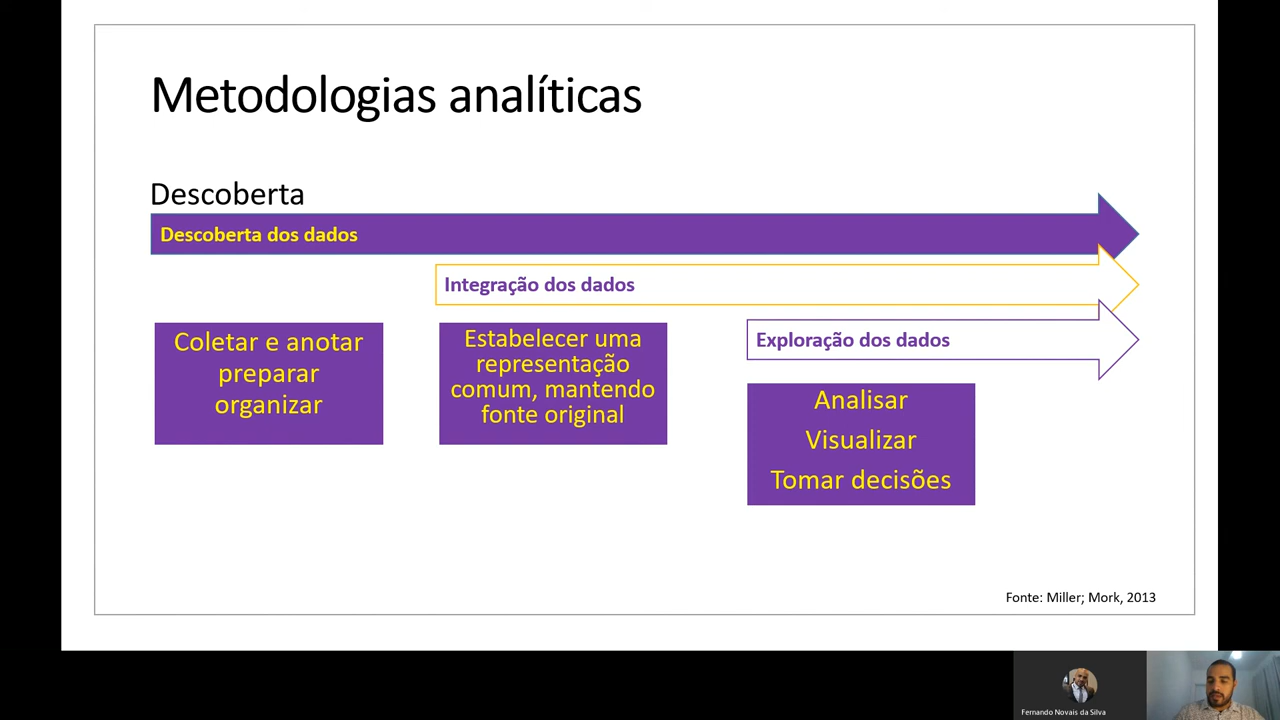 Metodologias analíticas
Descoberta
Descoberta dos dados
Integração dos dados
Exploração dos dados
Coletar e anotar
preparar
organizar
Estabelecer uma
representação
comum, mantendo
fonte original
Analisar
Visualizar
Tomar decisões
Fonte: Miller; Mork, 2013
Fernando Novais da Silva